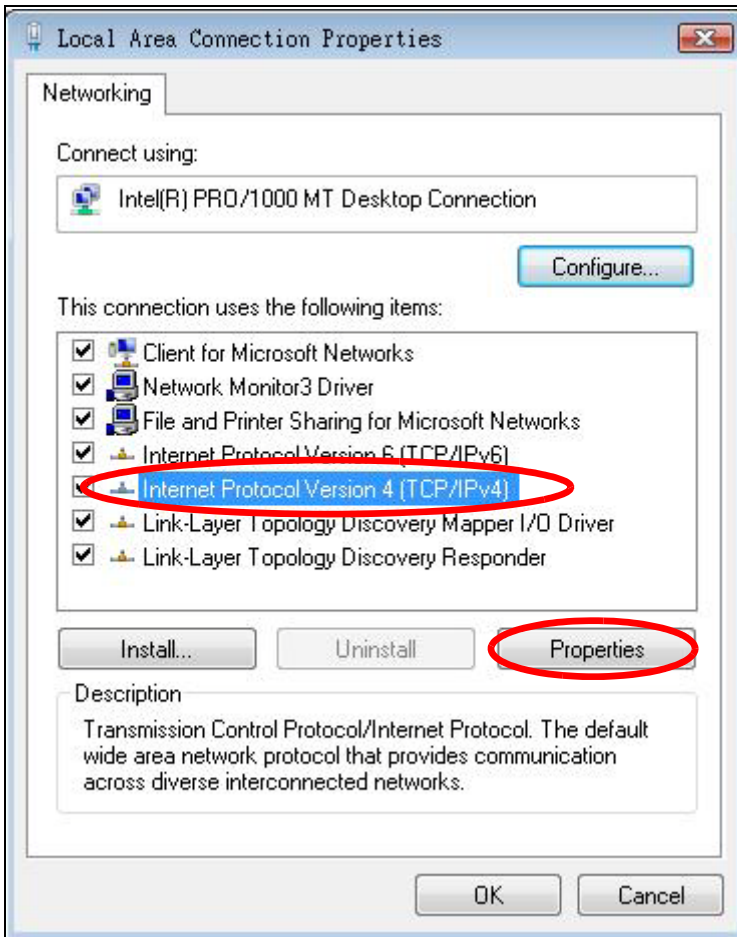 Local Area Connection Properties
Networking
Connect using:
Intel(R) PRO/1000 MT Desktop Connection
Configure...
This connection uses the following items:
Client for Microsoft Networks
Network Monitor3 Driver
File and Printer Sharing for Microsoft Networks
Internet Protocol Version 6 (TCP/IPv6)
Internet Protocol Version 4 (TCP/IPv4)
Link-Layer Topology Discovery Mapper I/O Driver
Link-Layer Topology Discovery Responder
Install... Uninstall Properties
Description
Transmission Control Protocol/Internet Protocol. The default
wide area network protocol that provides communication
across diverse interconnected networks.
OK Cancel